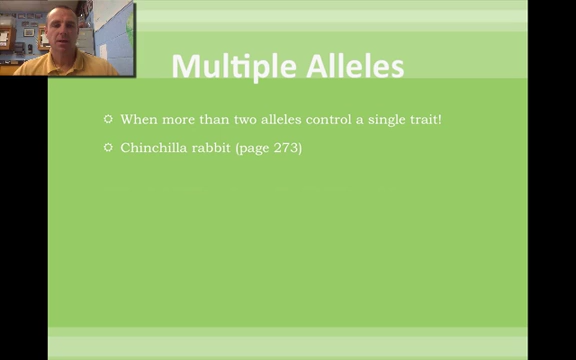 Multiple Alleles
When more than two alleles control a single trait!
Chinchilla rabbit (page 273)